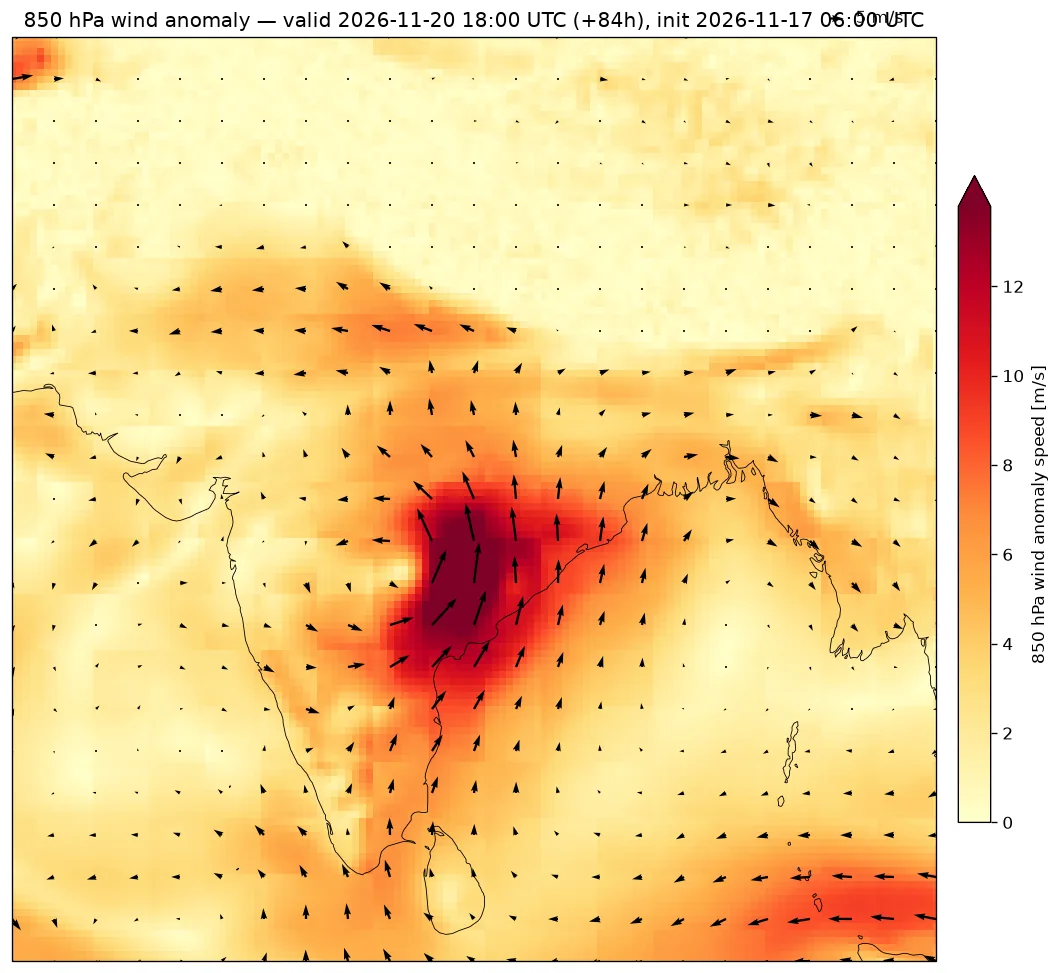 850 hPa wind anomaly — valid 2026-11-20 18:00 UTC (+84h), init 2026-11-17 06:00 UTC
5 m/s
12
10
8
6
4
2
0
850 hPa wind anomaly speed [m/s]